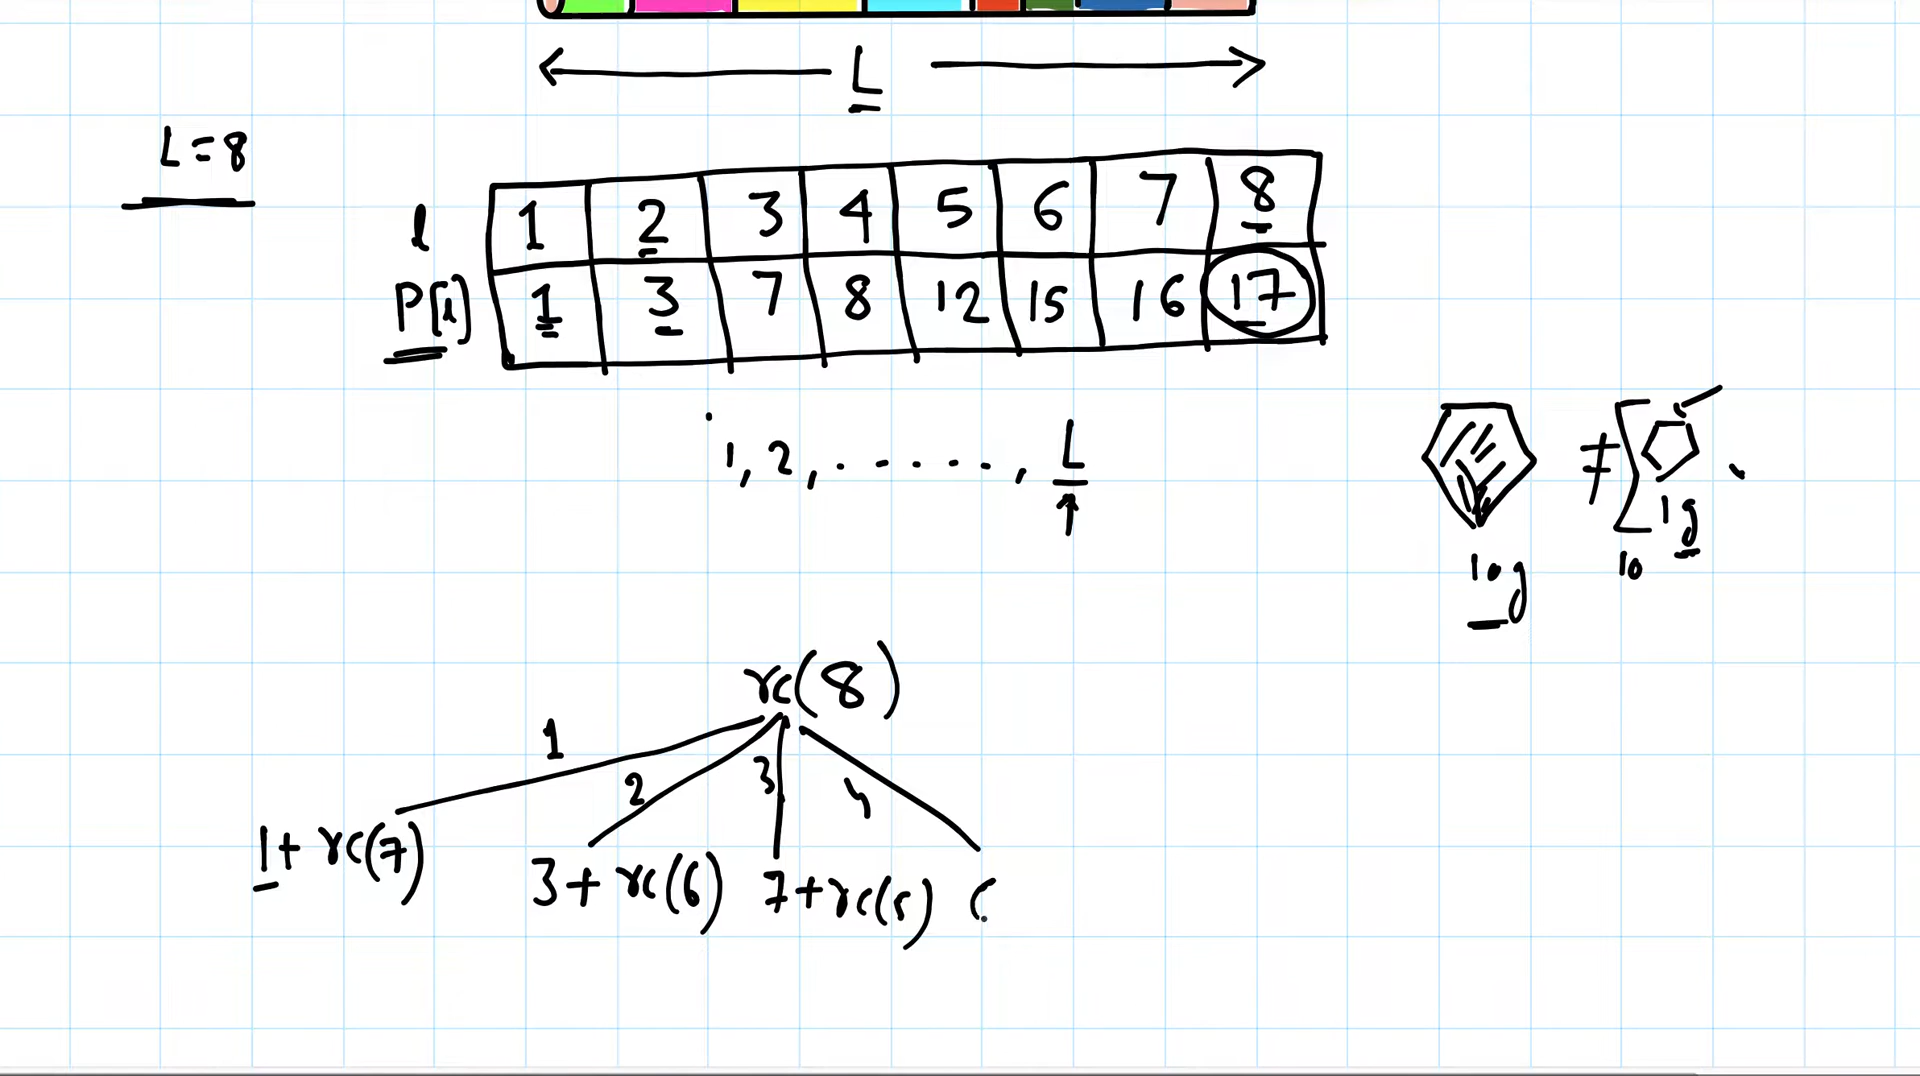 L
L=8
l 1 2 3 4 5 6 7 8
P[l] 1 3 7 8 12 15 16 17
1, 2, . . . . . . , L
≠
1g
10g
10
rc(8)
1 2 3 4
1+ rc(7) 3+ rc(6) 7+rc(5)